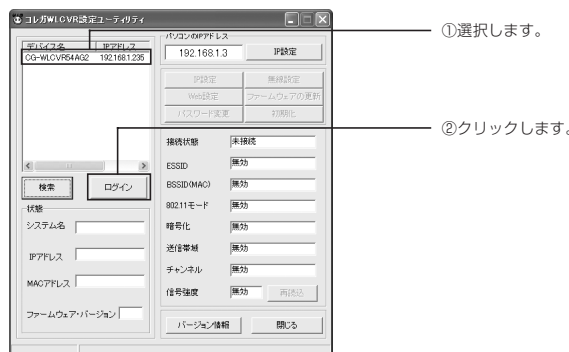 コレガWLCVR設定ユーティリティ
デバイス名 IPアドレス
CG-WLCVR54AG2 192.168.1.235
検索 ログイン
状態
システム名
IPアドレス
MACアドレス
ファームウェア・バージョン
パソコンのIPアドレス
192.168.1.3 IP設定
IP設定 無線設定
Web設定 ファームウェアの更新
パスワード変更 初期化
接続状態 未接続
ESSID 無効
BSSID(MAC) 無効
802.11モード 無効
暗号化 無効
送信帯域 無効
チャンネル 無効
信号強度 無効 再読込
バージョン情報 閉じる
①選択します。
②クリックします。